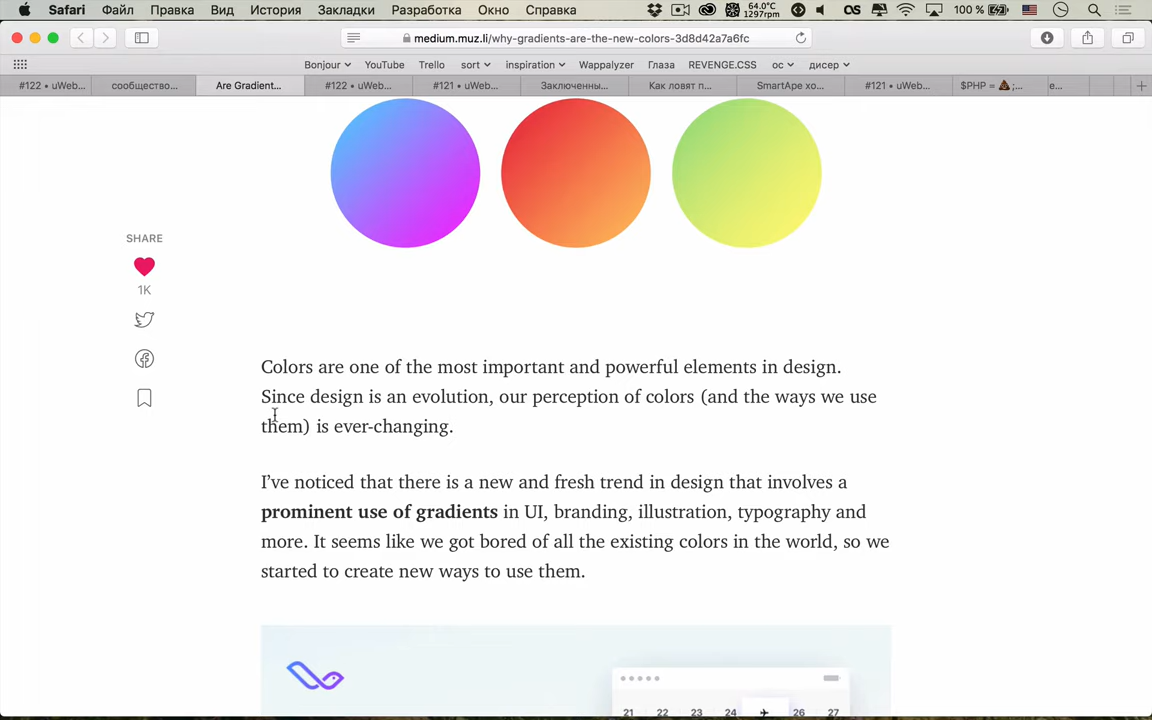 Safari Файл Правка Вид История Закладки Разработка Окно Справка 64.0°C 1297rpm 100 %
medium.muz.li/why-gradients-are-the-new-colors-3d8d42a7a6fc
Bonjour YouTube Trello sort inspiration Wappalyzer Глаза REVENGE.CSS ос дисер
#122 • uWeb... сообщество... Are Gradient... #122 • uWeb... #121 • uWeb... Заключенны... Как ловят п... SmartApe хо... #121 • uWeb... $PHP = 💩;... e...
SHARE
1K
Colors are one of the most important and powerful elements in design.
Since design is an evolution, our perception of colors (and the ways we use
them) is ever-changing.
I’ve noticed that there is a new and fresh trend in design that involves a
prominent use of gradients in UI, branding, illustration, typography and
more. It seems like we got bored of all the existing colors in the world, so we
started to create new ways to use them.
21 22 23 24 26 27